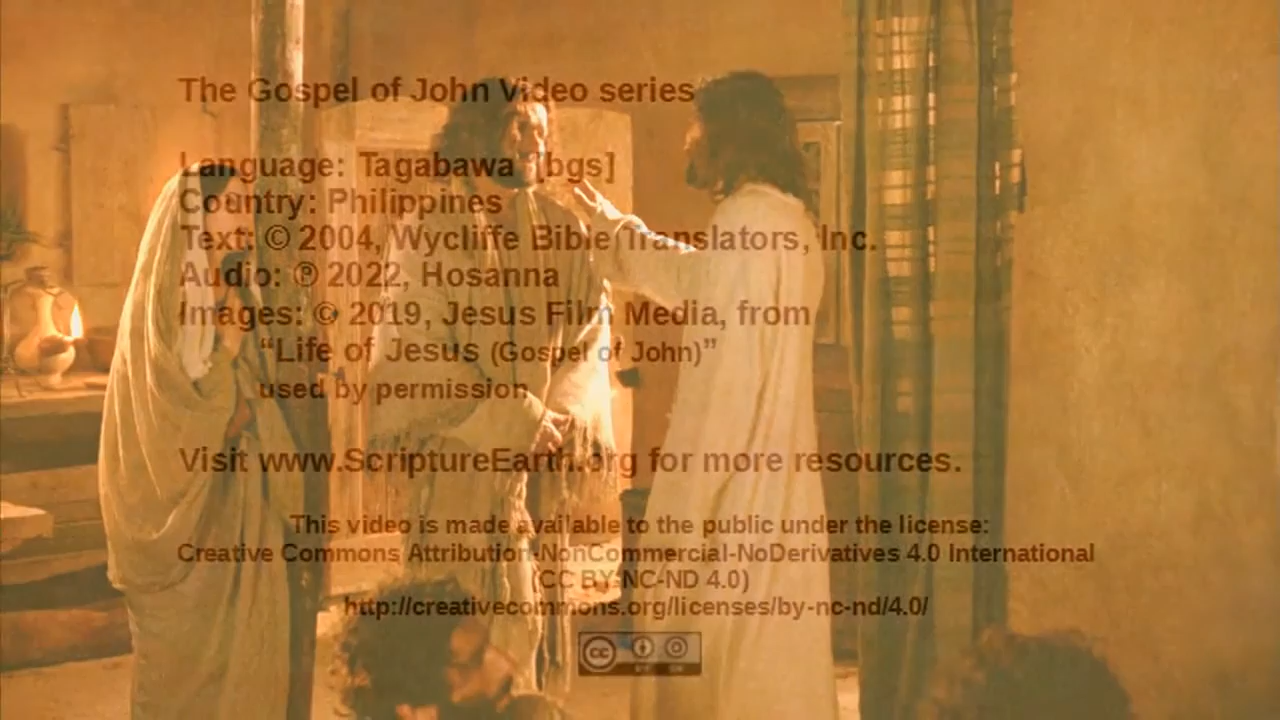 The Gospel of John Video series
Language: Tagabawa [bgs]
Country: Philippines
Text: © 2004, Wycliffe Bible Translators, Inc.
Audio: ℗ 2022, Hosanna
Images: © 2019, Jesus Film Media, from
“Life of Jesus (Gospel of John)”
used by permission
Visit www.ScriptureEarth.org for more resources.
This video is made available to the public under the license:
Creative Commons Attribution-NonCommercial-NoDerivatives 4.0 International
(CC BY-NC-ND 4.0)
http://creativecommons.org/licenses/by-nc-nd/4.0/
cc